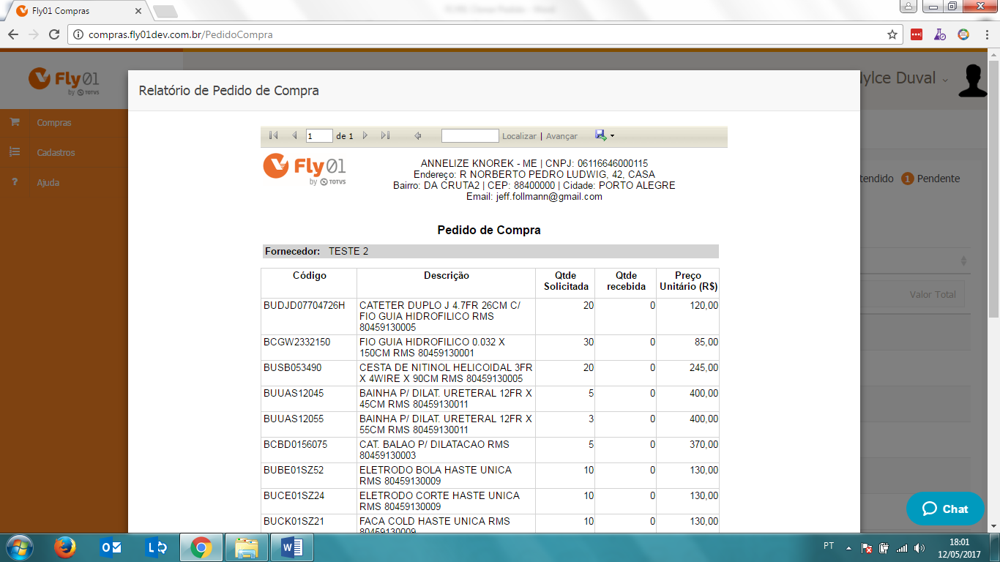 Fly01 Compras
compras.fly01dev.com.br/PedidoCompra
Fly01
by TOTVS
Nylce Duval
Relatório de Pedido de Compra
Compras
Cadastros
Ajuda
1 de 1 Localizar | Avançar
Fly01
by TOTVS
ANNELIZE KNOREK - ME | CNPJ: 06116646000115
Endereço: R NORBERTO PEDRO LUDWIG, 42, CASA
Bairro: DA CRUTA2 | CEP: 88400000 | Cidade: PORTO ALEGRE
Email: jeff.follmann@gmail.com
tendido 1 Pendente
Pedido de Compra
Fornecedor: TESTE 2
Código Descrição Qtde Solicitada Qtde recebida Preço Unitário (R$)
Valor Total
BUDJD07704726H CATETER DUPLO J 4.7FR 26CM C/ 20 0 120,00
FIO GUIA HIDROFILICO RMS
80459130005
BCGW2332150 FIO GUIA HIDROFILICO 0.032 X 30 0 85,00
150CM RMS 80459130001
BUSB053490 CESTA DE NITINOL HELICOIDAL 3FR 20 0 245,00
X 4WIRE X 90CM RMS 80459130005
BUUAS12045 BAINHA P/ DILAT. URETERAL 12FR X 5 0 400,00
45CM RMS 80459130011
BUUAS12055 BAINHA P/ DILAT. URETERAL 12FR X 3 0 400,00
55CM RMS 80459130011
BCBD0156075 CAT. BALAO P/ DILATACAO RMS 5 0 370,00
80459130003
BUBE01SZ52 ELETRODO BOLA HASTE UNICA 10 0 130,00
RMS 80459130009
BUCE01SZ24 ELETRODO CORTE HASTE UNICA 10 0 130,00
RMS 80459130009
BUCK01SZ21 FACA COLD HASTE UNICA RMS 10 0 130,00
80459130009
Chat
PT
18:01
12/05/2017